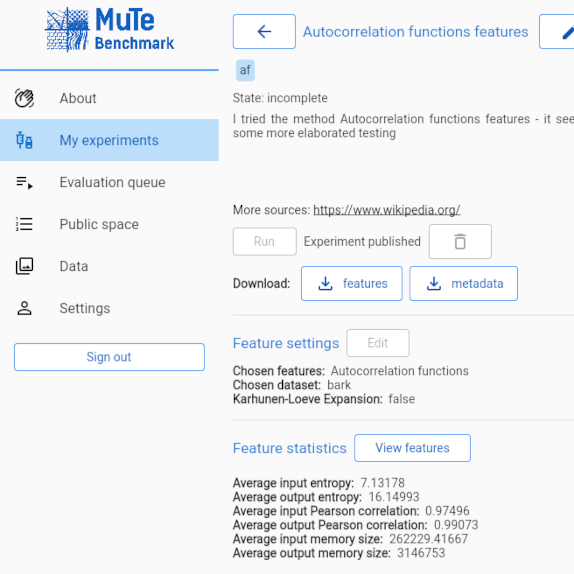 MuTe
Benchmark
About
My experiments
Evaluation queue
Public space
Data
Settings
Sign out
Autocorrelation functions features
af
State: incomplete
I tried the method Autocorrelation functions features - it see
some more elaborated testing
More sources: https://www.wikipedia.org/
Run Experiment published
Download: features metadata
Feature settings Edit
Chosen features: Autocorrelation functions
Chosen dataset: bark
Karhunen-Loeve Expansion: false
Feature statistics View features
Average input entropy: 7.13178
Average output entropy: 16.14993
Average input Pearson correlation: 0.97496
Average output Pearson correlation: 0.99073
Average input memory size: 262229.41667
Average output memory size: 3146753